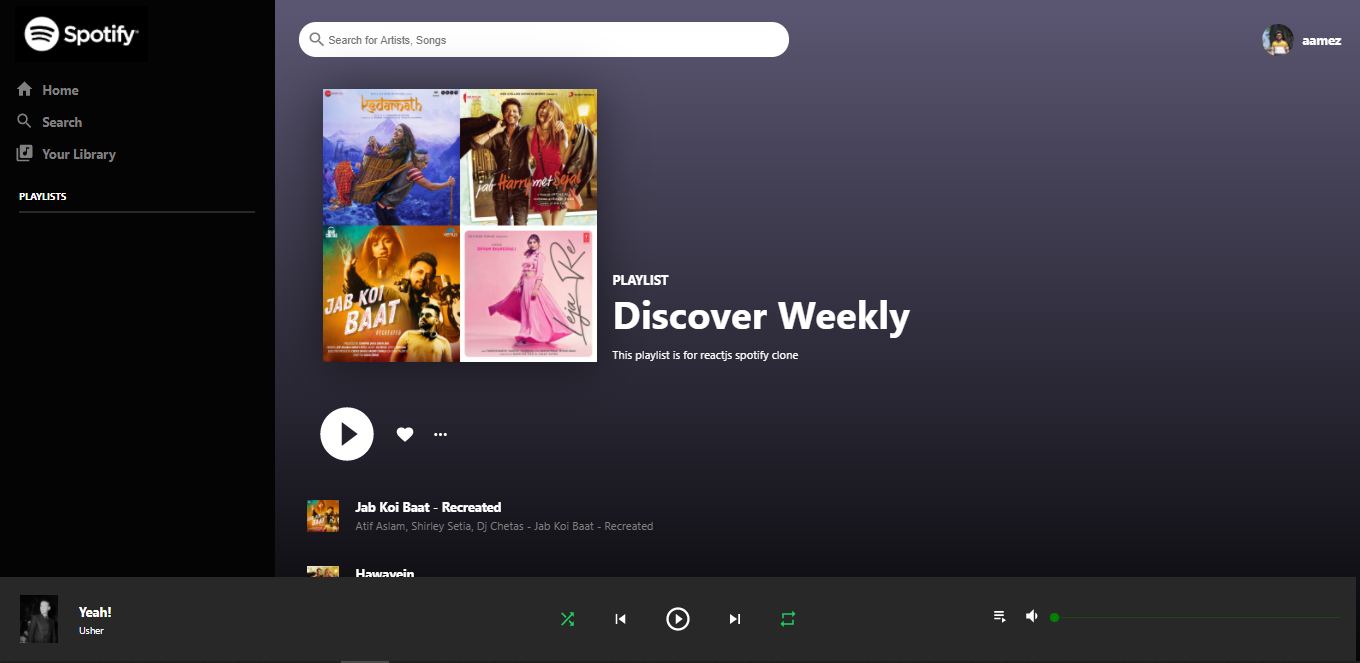 Spotify®
Home
Search
Your Library
PLAYLISTS
Search for Artists, Songs
aamez
kedarnath
jab Harry met Sejal
JAB KOI
BAAT
RECREATED
Leja Re
PLAYLIST
Discover Weekly
This playlist is for reactjs spotify clone
Jab Koi Baat - Recreated
Atif Aslam, Shirley Setia, Dj Chetas - Jab Koi Baat - Recreated
Hawayein
Yeah!
Usher